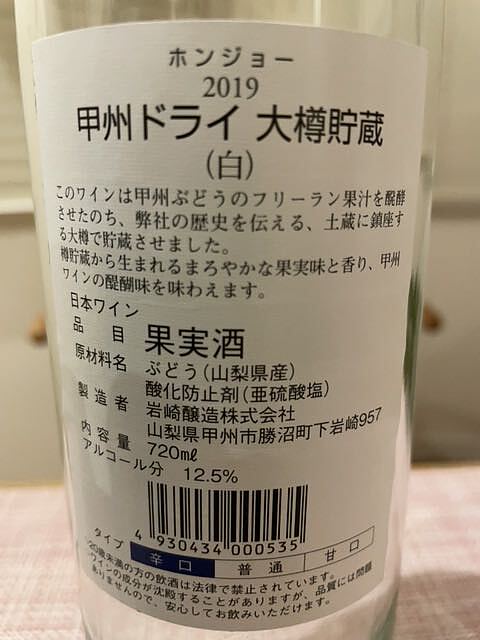 ホンジョー
2019
甲州ドライ 大樽貯蔵
(白)
このワインは甲州ぶどうのフリーラン果汁を醗酵
させたのち、弊社の歴史を伝える、土蔵に鎮座す
る大樽で貯蔵させました。
樽貯蔵から生まれるまろやかな果実味と香り、甲州
ワインの醍醐味を味わえます。
日本ワイン
品目 果実酒
原材料名 ぶどう(山梨県産)
酸化防止剤(亜硫酸塩)
製造者 岩崎醸造株式会社
山梨県甲州市勝沼町下岩崎957
内容量 720ml
アルコール分 12.5%
4 930434 000535
タイプ 辛口 普通 甘口
20歳未満の方の飲酒は法律で禁止されています。
ワインの成分が沈殿することがありますが、品質には問題
ありませんので、安心してお飲みいただけます。